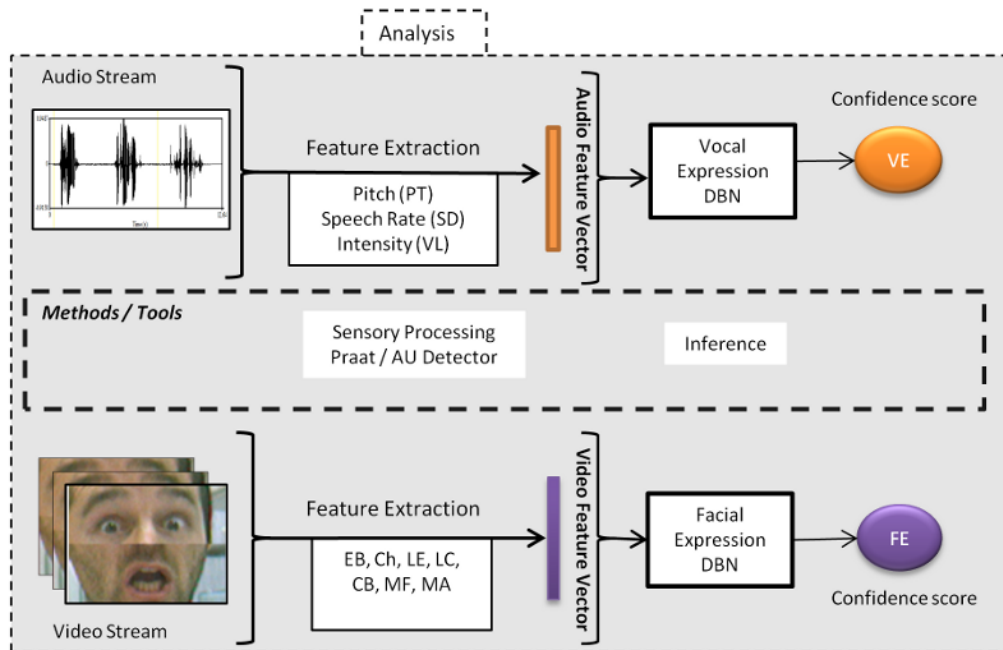 Analysis
Audio Stream
Time(s)
Feature Extraction
Pitch (PT)
Speech Rate (SD)
Intensity (VL)
Audio Feature Vector
Vocal
Expression
DBN
Confidence score
VE
Methods / Tools
Sensory Processing
Praat / AU Detector
Inference
Video Stream
Feature Extraction
EB, Ch, LE, LC,
CB, MF, MA
Video Feature Vector
Facial
Expression
DBN
FE
Confidence score